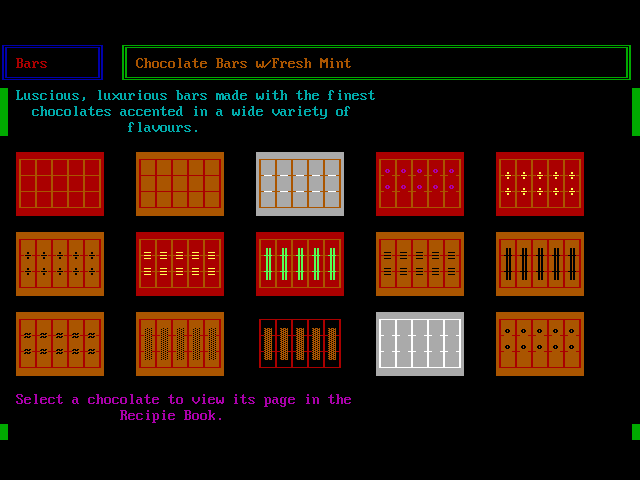 Bars
Chocolate Bars w/Fresh Mint
Luscious, luxurious bars made with the finest
chocolates accented in a wide variety of
flavours.
Select a chocolate to view its page in the
Recipie Book.